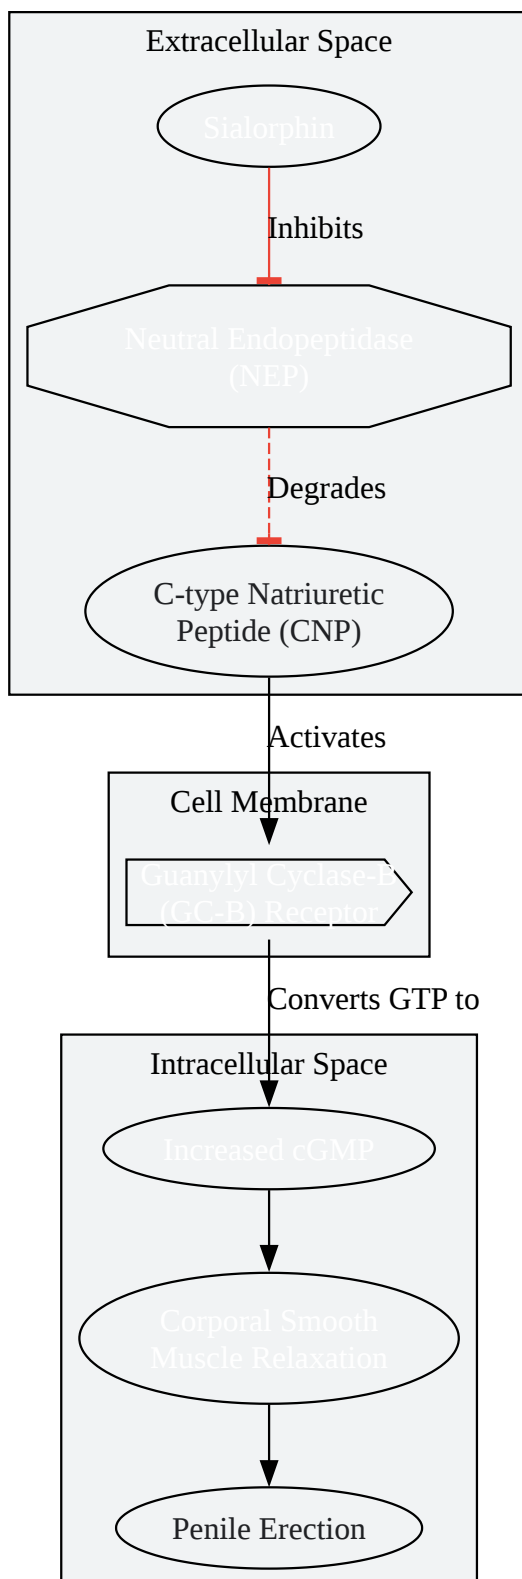 Extracellular Space
Sialorphin
Inhibits
Neutral Endopeptidase
(NEP)
Degrades
C-type Natriuretic
Peptide (CNP)
Activates
Cell Membrane
Guanylyl Cyclase-B
(GC-B) Receptor
Converts GTP to
Intracellular Space
Increased cGMP
Corporal Smooth
Muscle Relaxation
Penile Erection